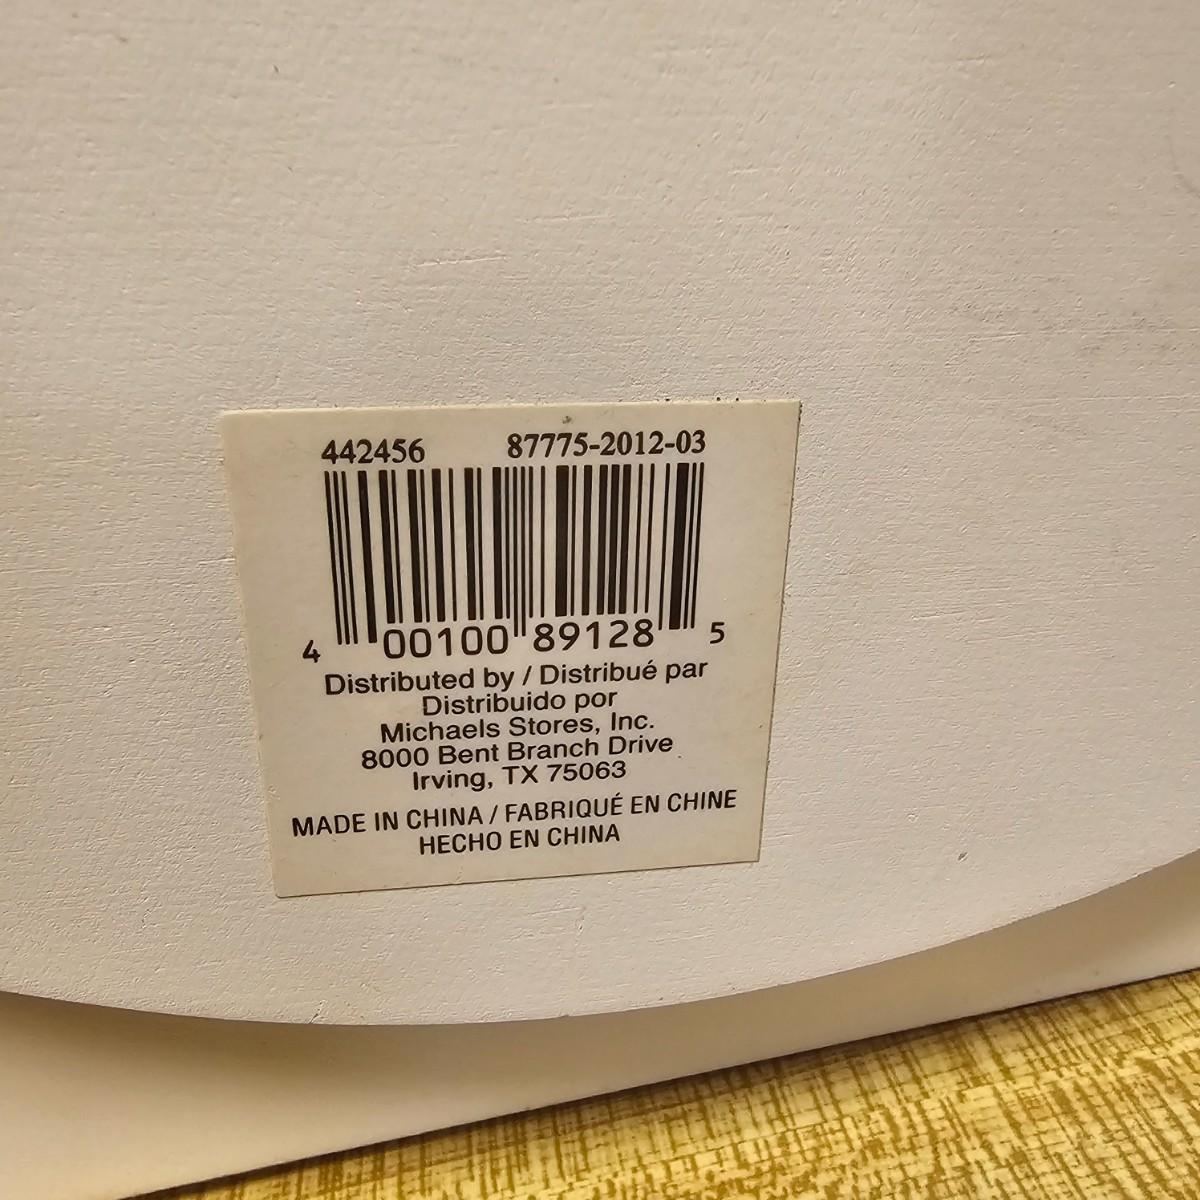 442456 87775-2012-03
4 00100 89128 5
Distributed by / Distribué par
Distribuido por
Michaels Stores, Inc.
8000 Bent Branch Drive
Irving, TX 75063
MADE IN CHINA / FABRIQUÉ EN CHINE
HECHO EN CHINA